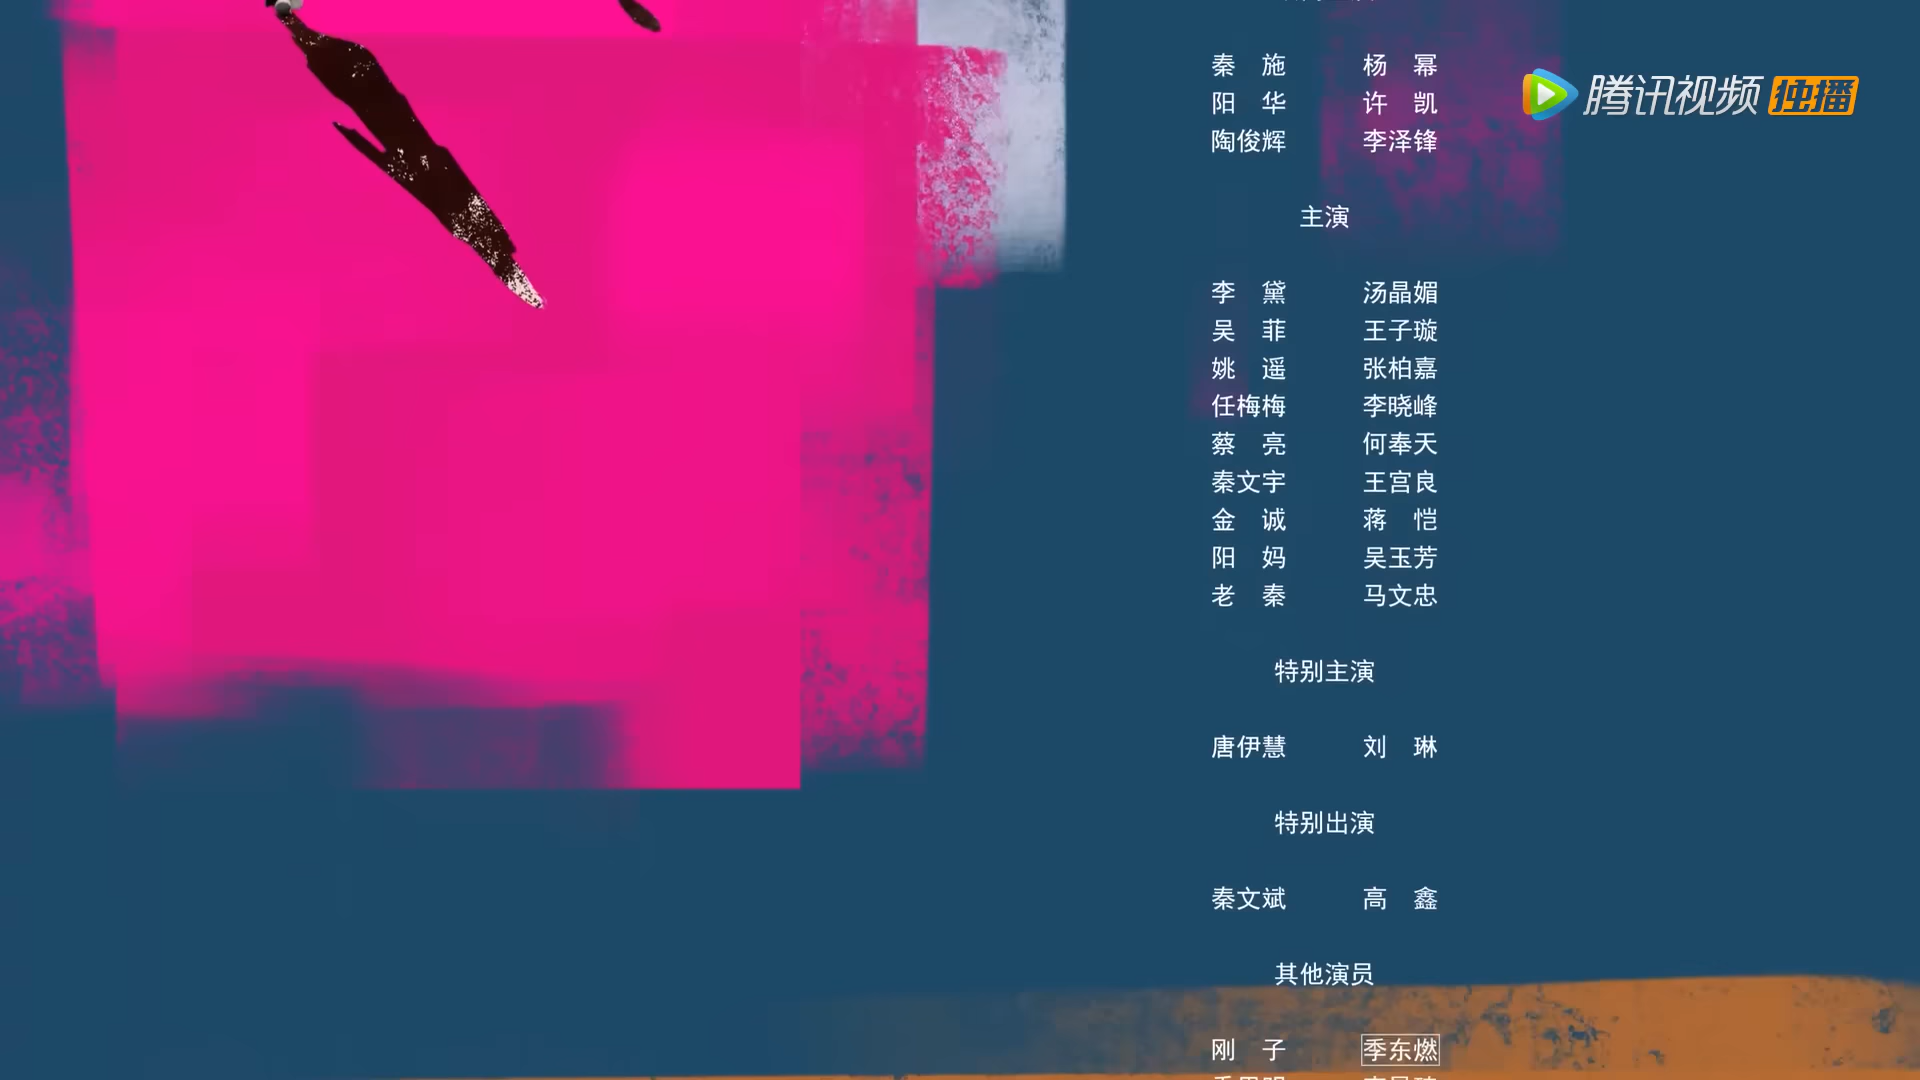 秦 施 杨 幂
阳 华 许 凯
陶俊辉 李泽锋
腾讯视频 独播
主演
李 黛 汤晶媚
吴 菲 王子璇
姚 遥 张柏嘉
任梅梅 李晓峰
蔡 亮 何奉天
秦文宇 王宫良
金 诚 蒋 恺
阳 妈 吴玉芳
老 秦 马文忠
特别主演
唐伊慧 刘 琳
特别出演
秦文斌 高 鑫
其他演员
刚 子 季东燃